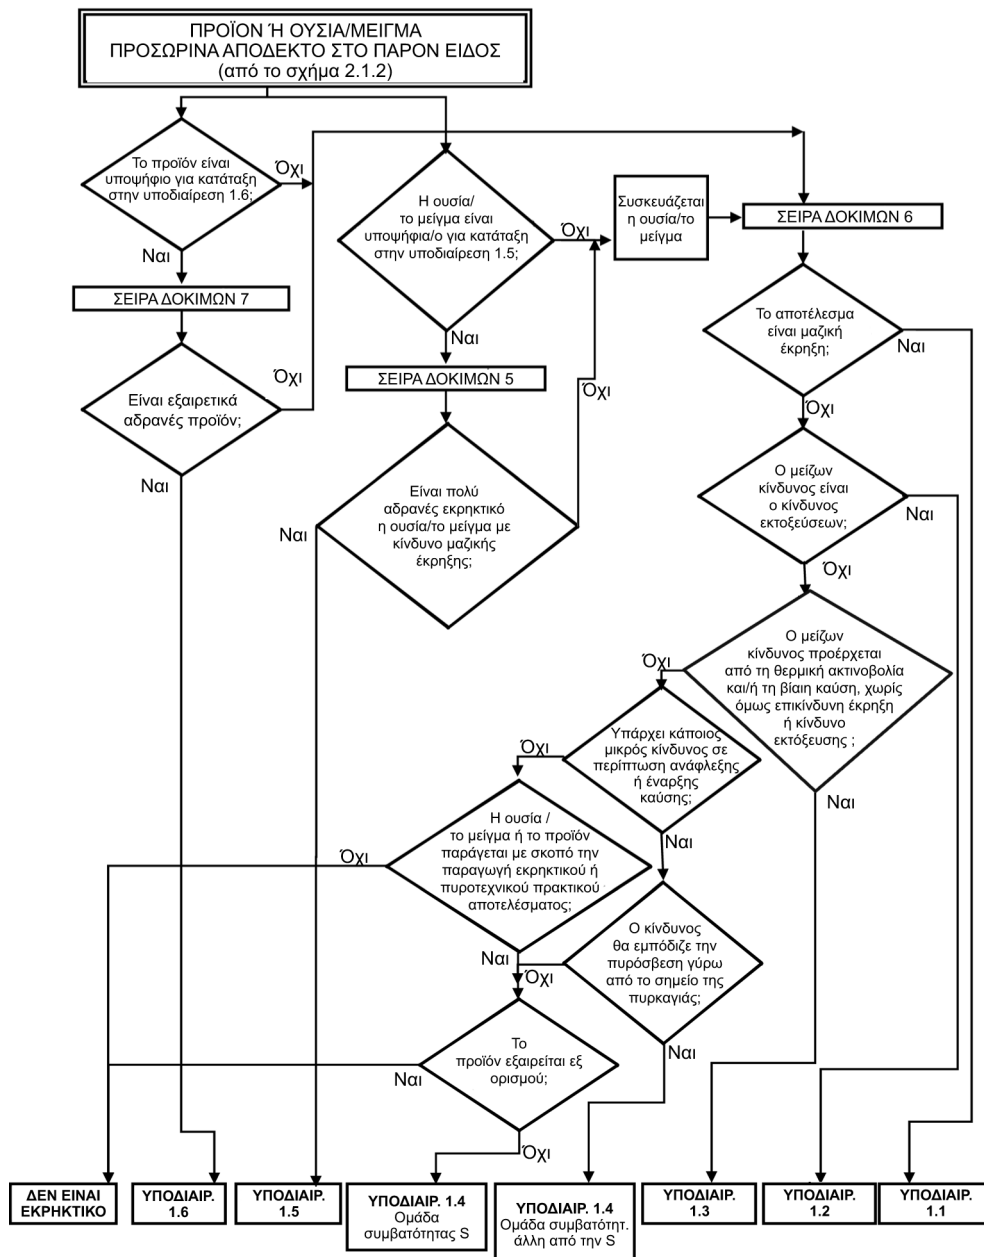 ΠΡΟΪΟΝ Ή ΟΥΣΙΑ/ΜΕΙΓΜΑ
ΠΡΟΣΩΡΙΝΑ ΑΠΟΔΕΚΤΟ ΣΤΟ ΠΑΡΟΝ ΕΙΔΟΣ
(από το σχήμα 2.1.2)
Το προϊόν είναι
υποψήφιο για κατάταξη
στην υποδιαίρεση 1.6;
Όχι
Ναι
ΣΕΙΡΑ ΔΟΚΙΜΩΝ 7
Είναι εξαιρετικά
αδρανές προϊόν;
Όχι
Ναι
Η ουσία/
το μείγμα είναι
υποψήφια/ο για κατάταξη
στην υποδιαίρεση 1.5;
Όχι
Ναι
ΣΕΙΡΑ ΔΟΚΙΜΩΝ 5
Όχι
Είναι πολύ
αδρανές εκρηκτικό
η ουσία/το μείγμα με
κίνδυνο μαζικής
έκρηξης;
Ναι
Συσκευάζεται
η ουσία/το
μείγμα
ΣΕΙΡΑ ΔΟΚΙΜΩΝ 6
Το αποτέλεσμα
είναι μαζική
έκρηξη;
Ναι
Όχι
Ο μείζων
κίνδυνος είναι
ο κίνδυνος
εκτοξεύσεων;
Ναι
Όχι
Ο μείζων
κίνδυνος προέρχεται
από τη θερμική ακτινοβολία
και/ή τη βίαιη καύση, χωρίς
όμως επικίνδυνη έκρηξη
ή κίνδυνο
εκτόξευσης ;
Όχι
Ναι
Υπάρχει κάποιος
μικρός κίνδυνος σε
περίπτωση ανάφλεξης
ή έναρξης
καύσης;
Όχι
Ναι
Η ουσία /
το μείγμα ή το προϊόν
παράγεται με σκοπό την
παραγωγή εκρηκτικού ή
πυροτεχνικού πρακτικού
αποτελέσματος;
Όχι
Ναι
Ο κίνδυνος
θα εμπόδιζε την
πυρόσβεση γύρω
από το σημείο της
πυρκαγιάς;
Όχι
Ναι
Το
προϊόν εξαιρείται εξ
ορισμού;
Ναι
Όχι
ΔΕΝ ΕΙΝΑΙ
ΕΚΡΗΚΤΙΚΟ
ΥΠΟΔΙΑΙΡ.
1.6
ΥΠΟΔΙΑΙΡ.
1.5
ΥΠΟΔΙΑΙΡ. 1.4
Ομάδα
συμβατότητας S
ΥΠΟΔΙΑΙΡ. 1.4
Ομάδα συμβατότητ.
άλλη από την S
ΥΠΟΔΙΑΙΡ.
1.3
ΥΠΟΔΙΑΙΡ.
1.2
ΥΠΟΔΙΑΙΡ.
1.1